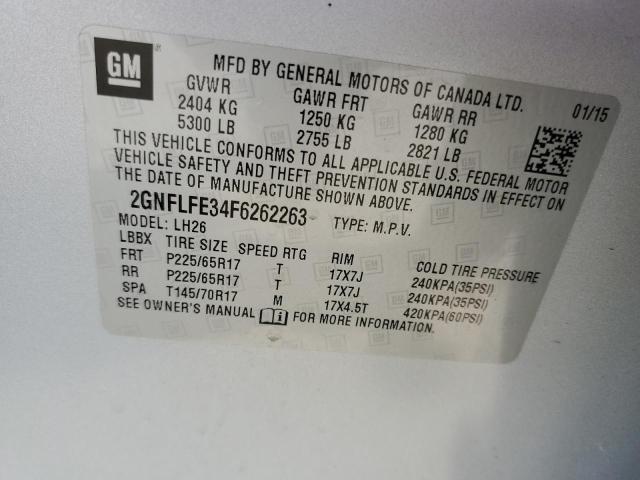 GM
MFD BY GENERAL MOTORS OF CANADA LTD.
01/15
GVWR GAWR FRT GAWR RR
2404 KG 1250 KG 1280 KG
5300 LB 2755 LB 2821 LB
THIS VEHICLE CONFORMS TO ALL APPLICABLE U.S. FEDERAL MOTOR
VEHICLE SAFETY AND THEFT PREVENTION STANDARDS IN EFFECT ON
THE DATE OF MANUFACTURE SHOWN ABOVE.
2GNFLFE34F6262263 TYPE: M.P.V.
MODEL: LH26
LBBX TIRE SIZE SPEED RTG RIM COLD TIRE PRESSURE
FRT P225/65R17 T 17X7J 240KPA(35PSI)
RR P225/65R17 T 17X7J 240KPA(35PSI)
SPA T145/70R17 M 17X4.5T 420KPA(60PSI)
SEE OWNER'S MANUAL FOR MORE INFORMATION.